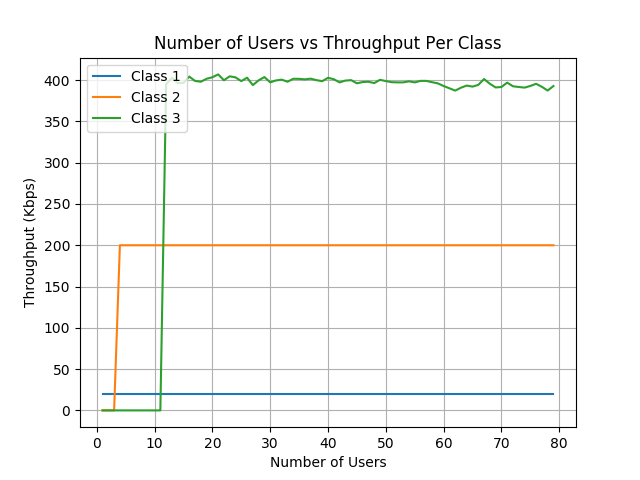 Number of Users vs Throughput Per Class
Class 1
Class 2
Class 3
Throughput (Kbps)
400
350
300
250
200
150
100
50
0
0 10 20 30 40 50 60 70 80
Number of Users